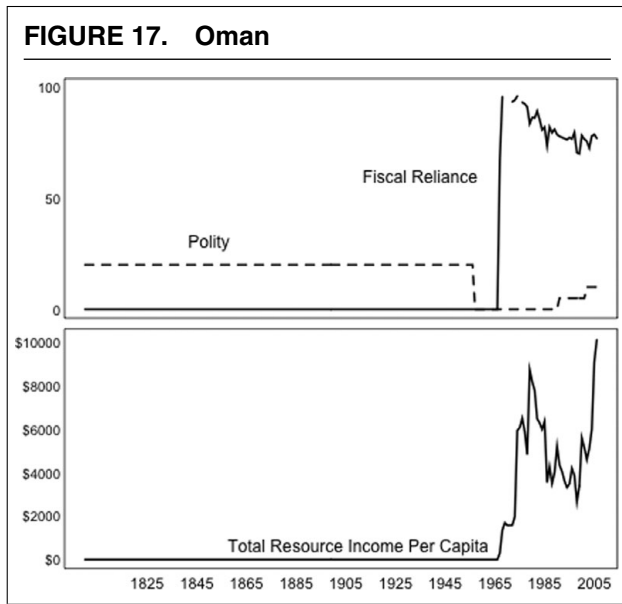 FIGURE 17. Oman
100
Fiscal Reliance
50
Polity
0
$10000
$8000
$6000
$4000
$2000
Total Resource Income Per Capita
$0
1825 1845 1865 1885 1905 1925 1945 1965 1985 2005